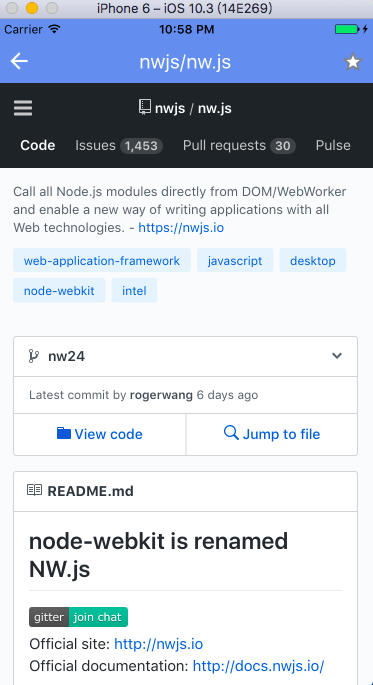 iPhone 6 – iOS 10.3 (14E269)
Carrier 10:58 PM
nwjs/nw.js
nwjs / nw.js
Code Issues 1,453 Pull requests 30 Pulse
Call all Node.js modules directly from DOM/WebWorker
and enable a new way of writing applications with all
Web technologies. - https://nwjs.io
web-application-framework javascript desktop
node-webkit intel
nw24
Latest commit by rogerwang 6 days ago
View code Jump to file
README.md
node-webkit is renamed
NW.js
gitter join chat
Official site: http://nwjs.io
Official documentation: http://docs.nwjs.io/